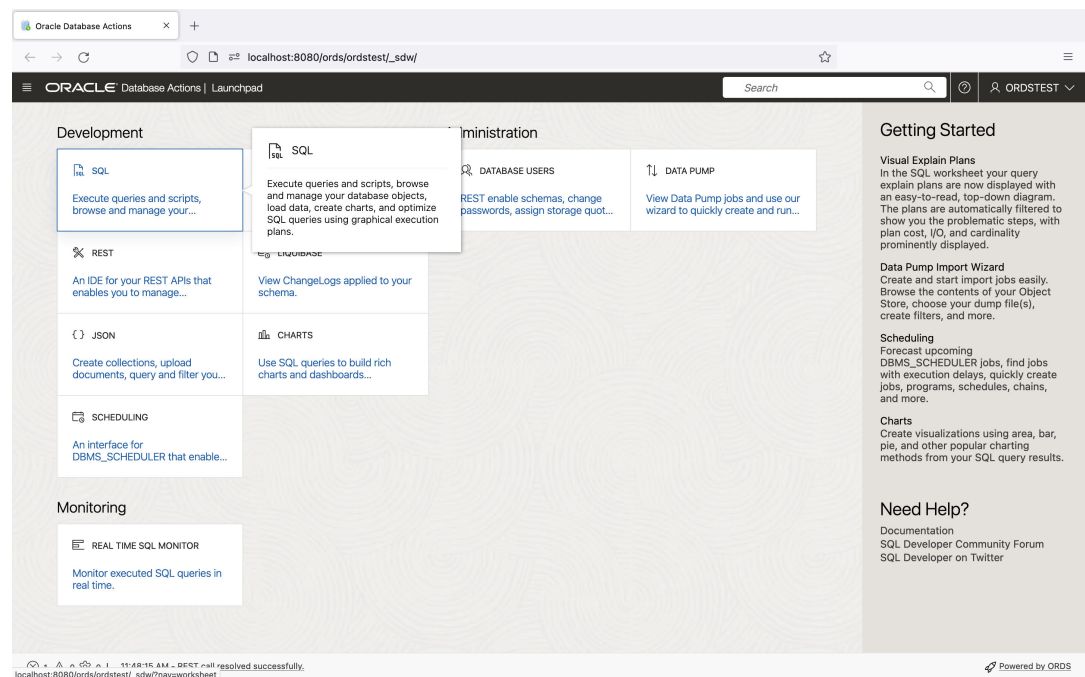 Oracle Database Actions
localhost:8080/ords/ordstest/_sdw/
ORACLE Database Actions | Launchpad
Search
ORDSTEST
Development
SQL
Execute queries and scripts,
browse and manage your...
SQL
Execute queries and scripts, browse
and manage your database objects,
load data, create charts, and optimize
SQL queries using graphical execution
plans.
REST
An IDE for your REST APIs that
enables you to manage...
LIQUIBASE
View ChangeLogs applied to your
schema.
JSON
Create collections, upload
documents, query and filter you...
CHARTS
Use SQL queries to build rich
charts and dashboards...
SCHEDULING
An interface for
DBMS_SCHEDULER that enable...
ministration
DATABASE USERS
REST enable schemas, change
passwords, assign storage quot...
DATA PUMP
View Data Pump jobs and use our
wizard to quickly create and run...
Monitoring
REAL TIME SQL MONITOR
Monitor executed SQL queries in
real time.
Getting Started
Visual Explain Plans
In the SQL worksheet your query
explain plans are now displayed with
an easy-to-read, top-down diagram.
The plans are automatically filtered to
show you the problematic steps, with
plan cost, I/O, and cardinality
prominently displayed.
Data Pump Import Wizard
Create and start import jobs easily.
Browse the contents of your Object
Store, choose your dump file(s),
create filters, and more.
Scheduling
Forecast upcoming
DBMS_SCHEDULER jobs, find jobs
with execution delays, quickly create
jobs, programs, schedules, chains,
and more.
Charts
Create visualizations using area, bar,
pie, and other popular charting
methods from your SQL query results.
Need Help?
Documentation
SQL Developer Community Forum
SQL Developer on Twitter
11:48:15 AM - REST call resolved successfully.
localhost:8080/ords/ordstest/_sdw/?nav=worksheet
Powered by ORDS